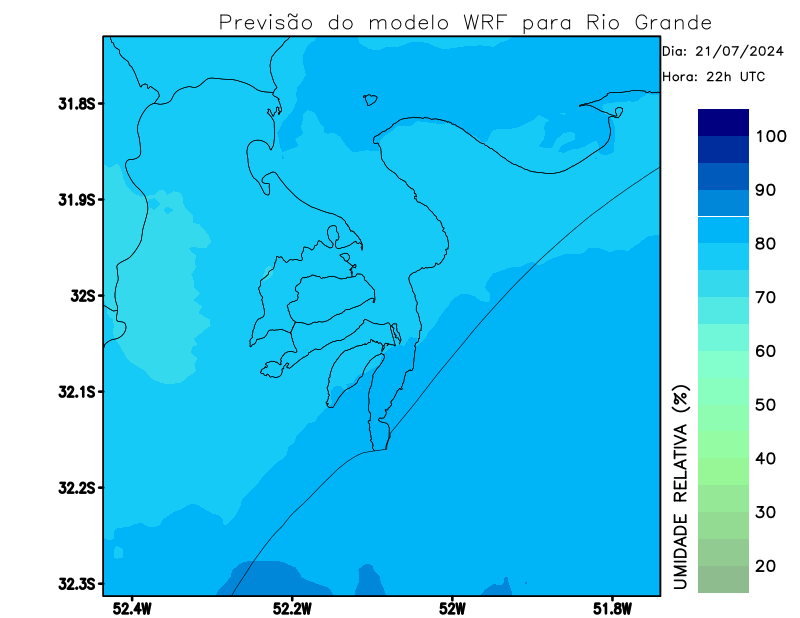 Previsão do modelo WRF para Rio Grande
Dia: 21/07/2024
Hora: 22h UTC
31.8S
31.9S
32S
32.1S
32.2S
32.3S
52.4W
52.2W
52W
51.8W
100
90
80
70
60
50
40
30
20
UMIDADE RELATIVA (%)